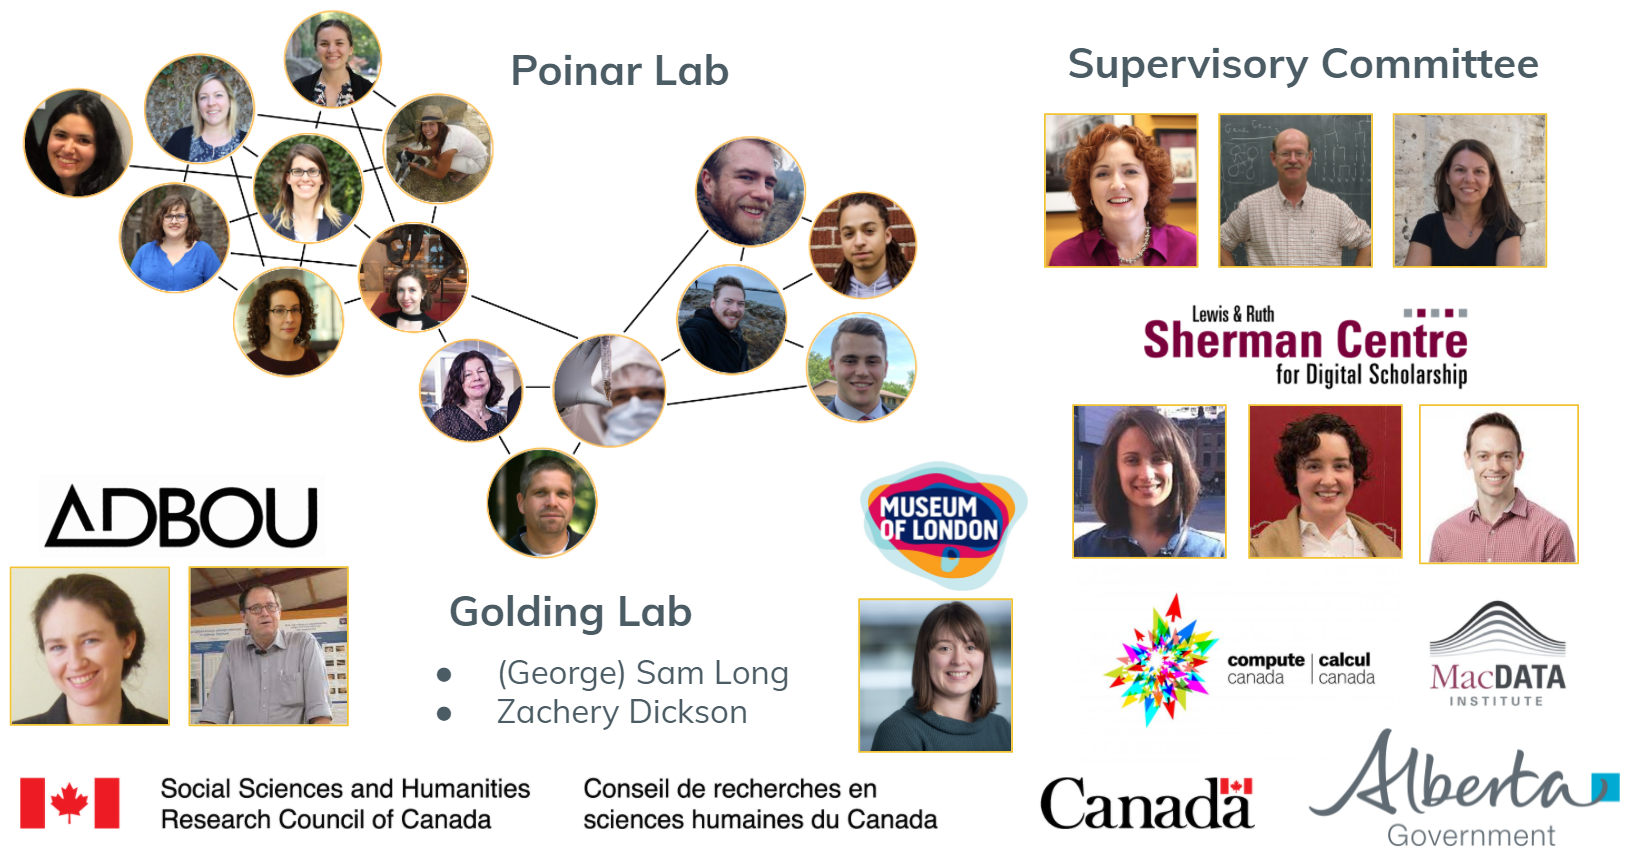 Poinar Lab
Supervisory Committee
Lewis & Ruth
Sherman Centre
for Digital Scholarship
ADBOU
MUSEUM
OF LONDON
Golding Lab
● (George) Sam Long
● Zachery Dickson
compute | calcul
canada | canada
MacDATA
INSTITUTE
Social Sciences and Humanities
Research Council of Canada
Conseil de recherches en
sciences humaines du Canada
Canada
Alberta
Government